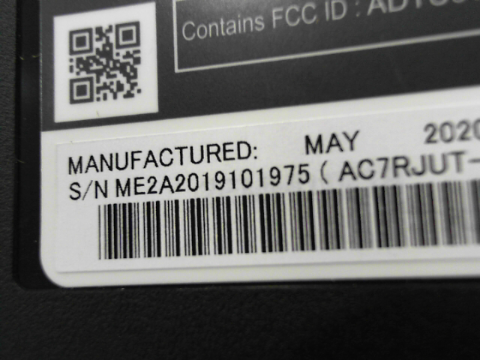 Contains FCC ID :
MANUFACTURED: MAY 2020
S/N ME2A2019101975 ( AC7RJUT-